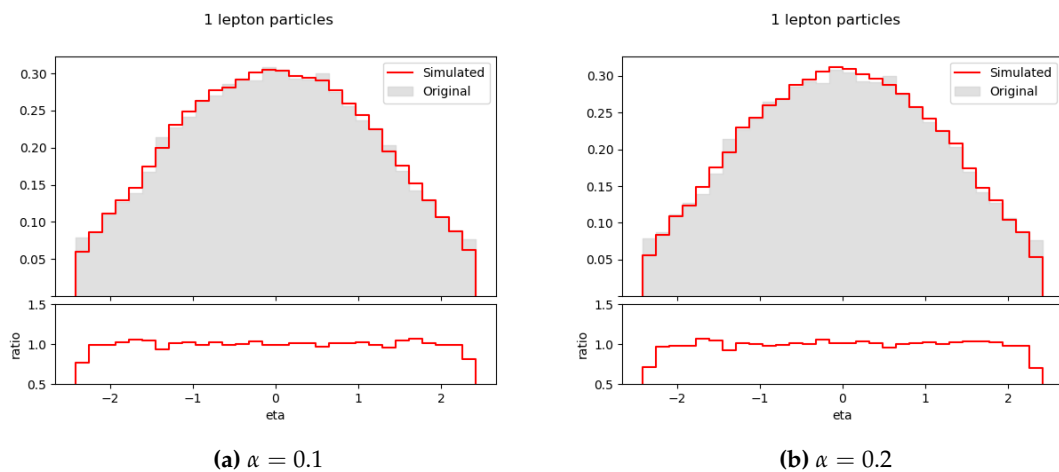 1 lepton particles
Simulated
Original
0.30
0.25
0.20
0.15
0.10
0.05
1.5
1.0
0.5
ratio
−2 −1 0 1 2
eta
(a) α = 0.1
1 lepton particles
Simulated
Original
0.30
0.25
0.20
0.15
0.10
0.05
1.5
1.0
0.5
ratio
−2 −1 0 1 2
eta
(b) α = 0.2